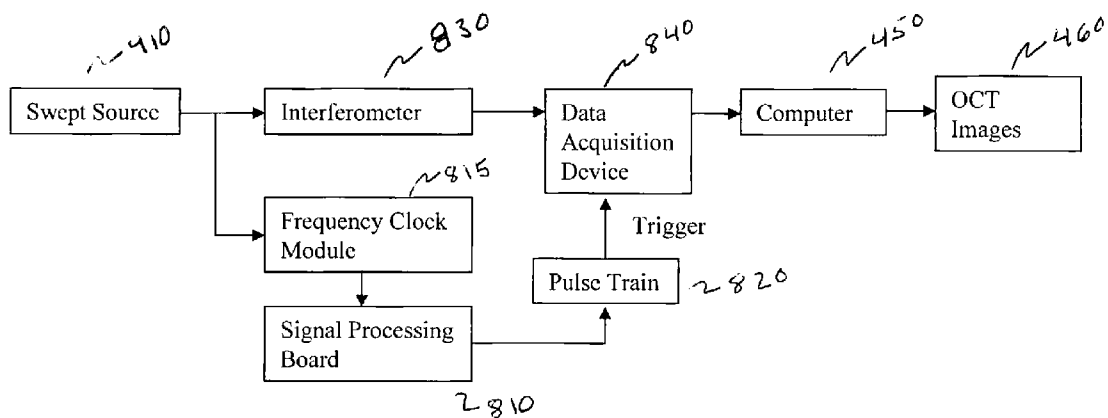 410
830
840
450
460
Swept Source
Interferometer
Data
Acquisition
Device
Computer
OCT
Images
815
Frequency Clock
Module
Trigger
Pulse Train
820
Signal Processing
Board
810